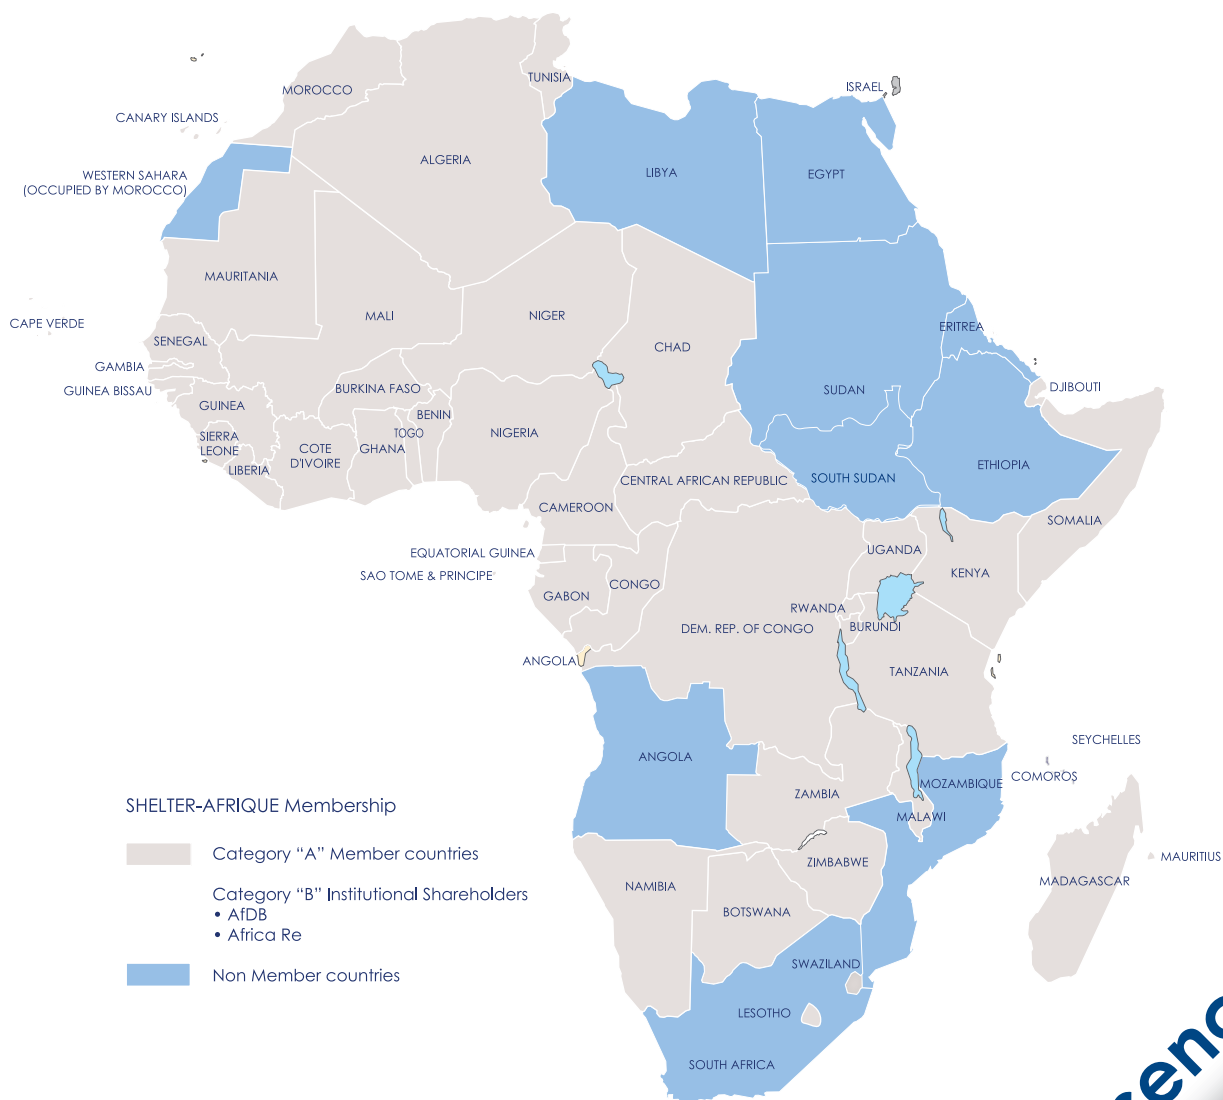 TUNISIA
MOROCCO
ISRAEL
CANARY ISLANDS
ALGERIA
WESTERN SAHARA
(OCCUPIED BY MOROCCO)
LIBYA
EGYPT
MAURITANIA
MALI
NIGER
CAPE VERDE
ERITREA
SENEGAL
CHAD
GAMBIA
DJIBOUTI
GUINEA BISSAU
BURKINA FASO
SUDAN
GUINEA
BENIN
SIERRA
LEONE
TOGO
NIGERIA
COTE
D'IVOIRE
GHANA
LIBERIA
ETHIOPIA
CENTRAL AFRICAN REPUBLIC
SOUTH SUDAN
CAMEROON
SOMALIA
EQUATORIAL GUINEA
UGANDA
SAO TOME & PRINCIPE
KENYA
GABON
CONGO
RWANDA
DEM. REP. OF CONGO
BURUNDI
ANGOLA
TANZANIA
SEYCHELLES
ANGOLA
COMOROS
MOZAMBIQUE
ZAMBIA
MALAWI
MAURITIUS
ZIMBABWE
MADAGASCAR
NAMIBIA
BOTSWANA
SWAZILAND
LESOTHO
SOUTH AFRICA
SHELTER-AFRIQUE Membership
Category “A” Member countries
Category “B” Institutional Shareholders
• AfDB
• Africa Re
Non Member countries